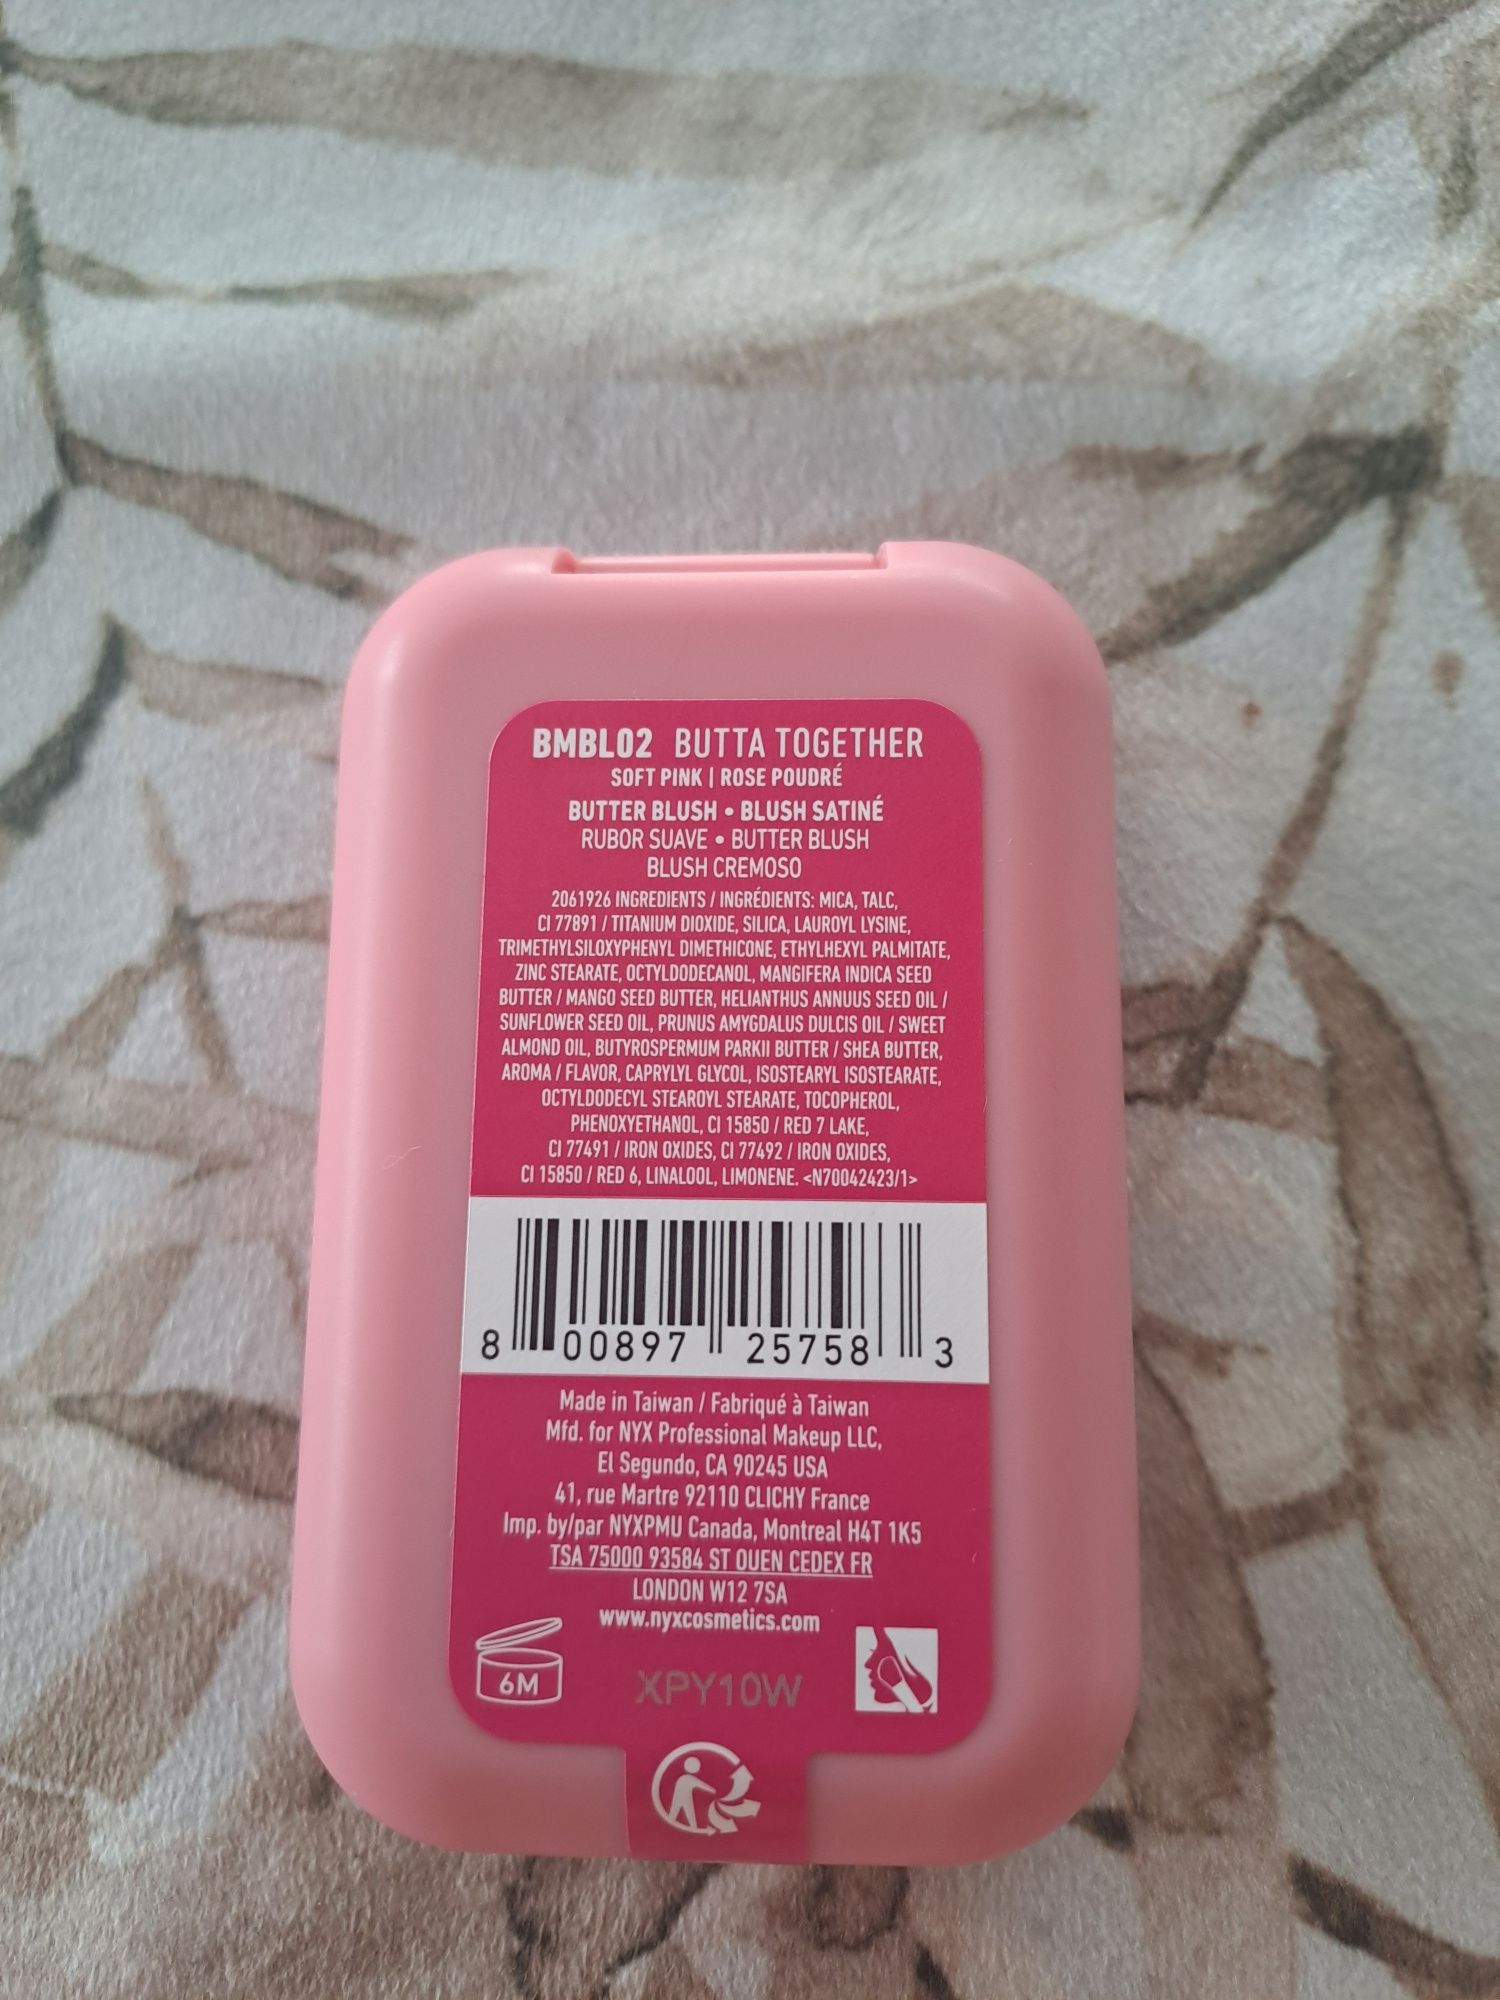 BMBL02 BUTTA TOGETHER
SOFT PINK | ROSE POUDRÉ
BUTTER BLUSH • BLUSH SATINÉ
RUBOR SUAVE • BUTTER BLUSH
BLUSH CREMOSO
2061926 INGREDIENTS / INGRÉDIENTS: MICA, TALC,
CI 77891 / TITANIUM DIOXIDE, SILICA, LAUROYL LYSINE,
TRIMETHYLSILOXYPHENYL DIMETHICONE, ETHYLHEXYL PALMITATE,
ZINC STEARATE, OCTYLDODECANOL, MANGIFERA INDICA SEED
BUTTER / MANGO SEED BUTTER, HELIANTHUS ANNUUS SEED OIL /
SUNFLOWER SEED OIL, PRUNUS AMYGDALUS DULCIS OIL / SWEET
ALMOND OIL, BUTYROSPERMUM PARKII BUTTER / SHEA BUTTER,
AROMA / FLAVOR, CAPRYLYL GLYCOL, ISOSTEARYL ISOSTEARATE,
OCTYLDODECYL STEAROYL STEARATE, TOCOPHEROL,
PHENOXYETHANOL, CI 15850 / RED 7 LAKE,
CI 77491 / IRON OXIDES, CI 77492 / IRON OXIDES,
CI 15850 / RED 6, LINALOOL, LIMONENE. <N70042423/1>
8 00897 25758 3
Made in Taiwan / Fabriqué à Taiwan
Mfd. for NYX Professional Makeup LLC,
El Segundo, CA 90245 USA
41, rue Martre 92110 CLICHY France
Imp. by/par NYXPMU Canada, Montreal H4T 1K5
TSA 75000 93584 ST OUEN CEDEX FR
LONDON W12 7SA
www.nyxcosmetics.com
6M
XPY10W